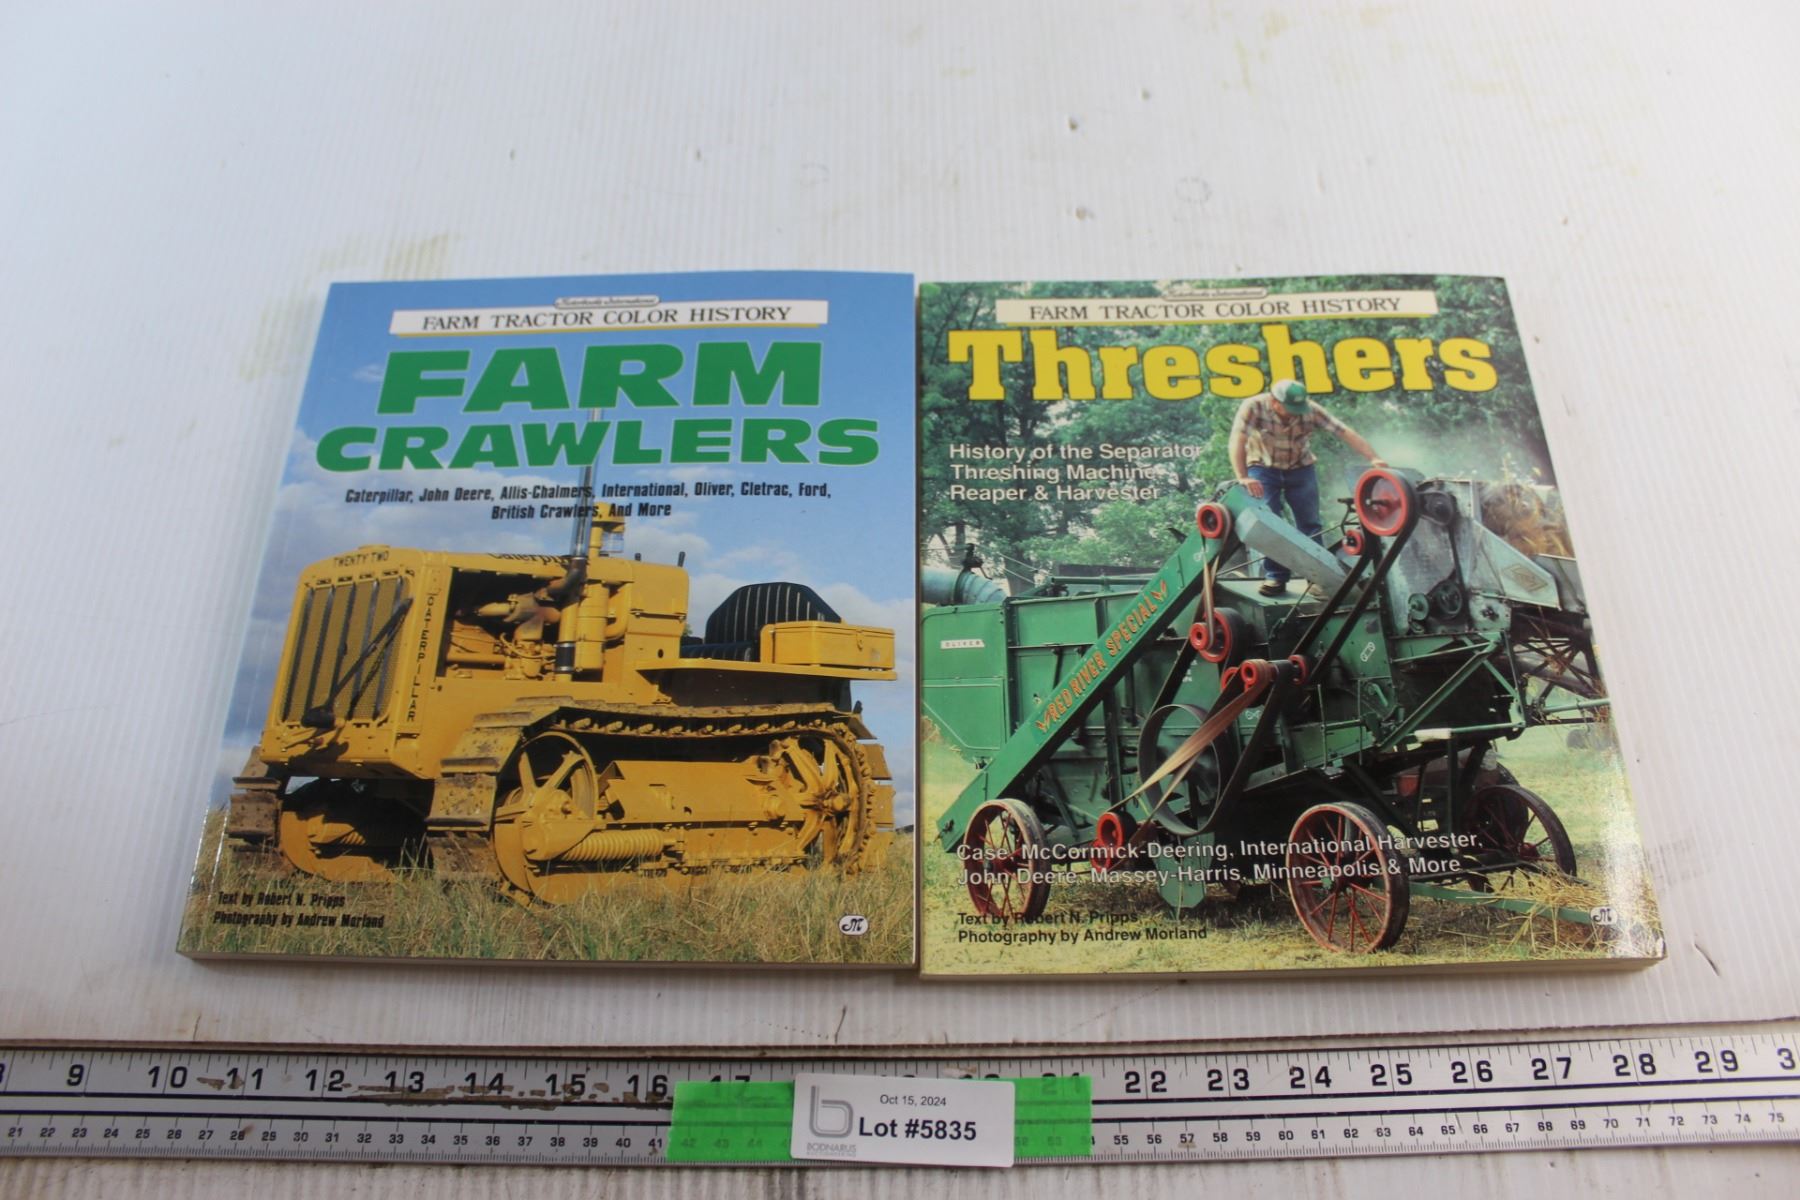 Motorbooks International
FARM TRACTOR COLOR HISTORY
FARM
CRAWLERS
Caterpillar, John Deere, Allis-Chalmers, International, Oliver, Cletrac, Ford,
British Crawlers, And More
TWENTY TWO
Caterpil
CATERPILLAR
Text by Robert N. Pripps
Photography by Andrew Morland
M
Motorbooks International
FARM TRACTOR COLOR HISTORY
Threshers
History of the Separator
Threshing Machine
Reaper & Harvester
OLIVER
RED RIVER SPECIAL
Case, McCormick-Deering, International Harvester,
John Deere, Massey-Harris, Minneapolis & More
Text by Robert N. Pripps
Photography by Andrew Morland
M
9 10 11 12 13 14 15 16 17 21 22 23 24 25 26 27 28 29 3
21 22 23 24 25 26 27 28 29 30 31 32 33 34 35 36 37 38 39 40 41 42 43 44 52 53 54 55 56 57 58 59 60 61 62 63 64 65 66 67 68 69 70 71 72 73 74 75
Oct 15, 2024
Lot #5835
BODNARUS